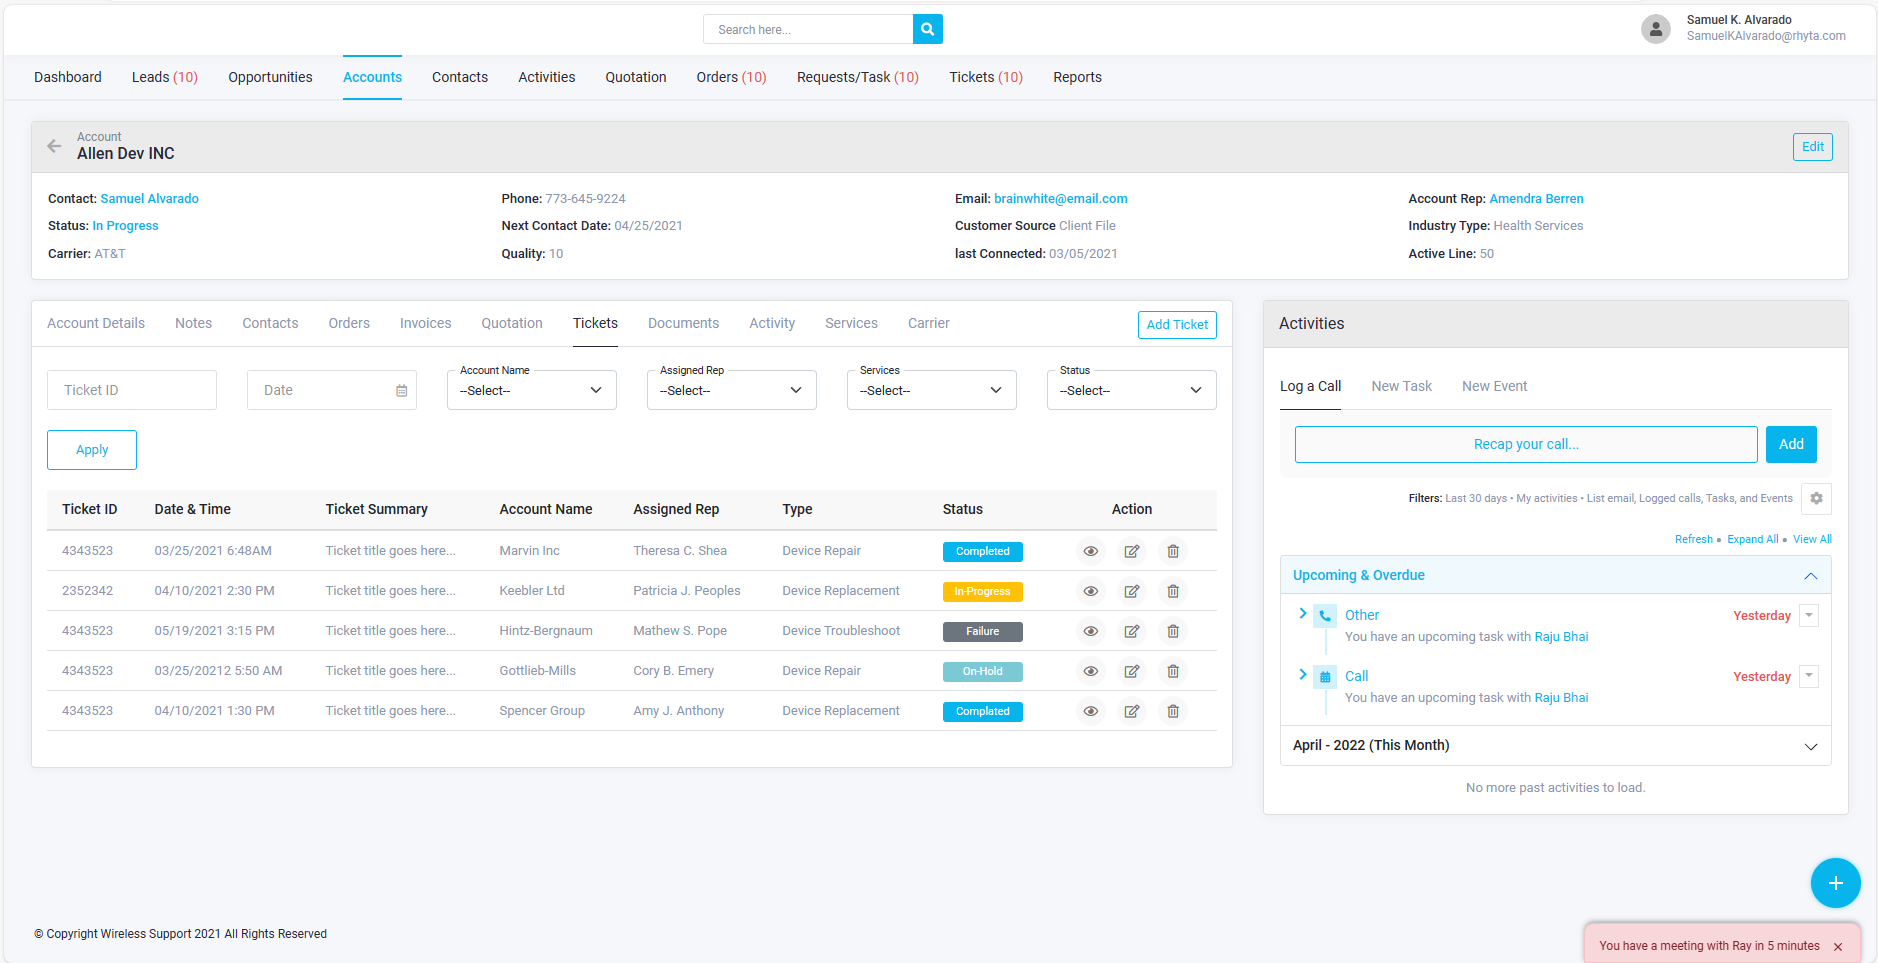 Search here...
Samuel K. Alvarado
SamuelKAlvarado@rhyta.com
Dashboard Leads (10) Opportunities Accounts Contacts Activities Quotation Orders (10) Requests/Task (10) Tickets (10) Reports
Account
Allen Dev INC
Edit
Contact: Samuel Alvarado Phone: 773-645-9224 Email: brainwhite@email.com Account Rep: Amendra Berren
Status: In Progress Next Contact Date: 04/25/2021 Customer Source Client File Industry Type: Health Services
Carrier: AT&T Quality: 10 last Connected: 03/05/2021 Active Line: 50
Account Details Notes Contacts Orders Invoices Quotation Tickets Documents Activity Services Carrier Add Ticket
Account Name Assigned Rep Services Status
Ticket ID Date --Select-- --Select-- --Select-- --Select--
Apply
Ticket ID Date & Time Ticket Summary Account Name Assigned Rep Type Status Action
4343523 03/25/2021 6:48AM Ticket title goes here... Marvin Inc Theresa C. Shea Device Repair Completed
2352342 04/10/2021 2:30 PM Ticket title goes here... Keebler Ltd Patricia J. Peoples Device Replacement In-Progress
4343523 05/19/2021 3:15 PM Ticket title goes here... Hintz-Bergnaum Mathew S. Pope Device Troubleshoot Failure
4343523 03/25/20212 5:50 AM Ticket title goes here... Gottlieb-Mills Cory B. Emery Device Repair On-Hold
4343523 04/10/2021 1:30 PM Ticket title goes here... Spencer Group Amy J. Anthony Device Replacement Complated
Activities
Log a Call New Task New Event
Recap your call... Add
Filters: Last 30 days • My activities • List email, Logged calls, Tasks, and Events
Refresh • Expand All • View All
Upcoming & Overdue
Other Yesterday
You have an upcoming task with Raju Bhai
Call Yesterday
You have an upcoming task with Raju Bhai
April - 2022 (This Month)
No more past activities to load.
© Copyright Wireless Support 2021 All Rights Reserved
You have a meeting with Ray in 5 minutes